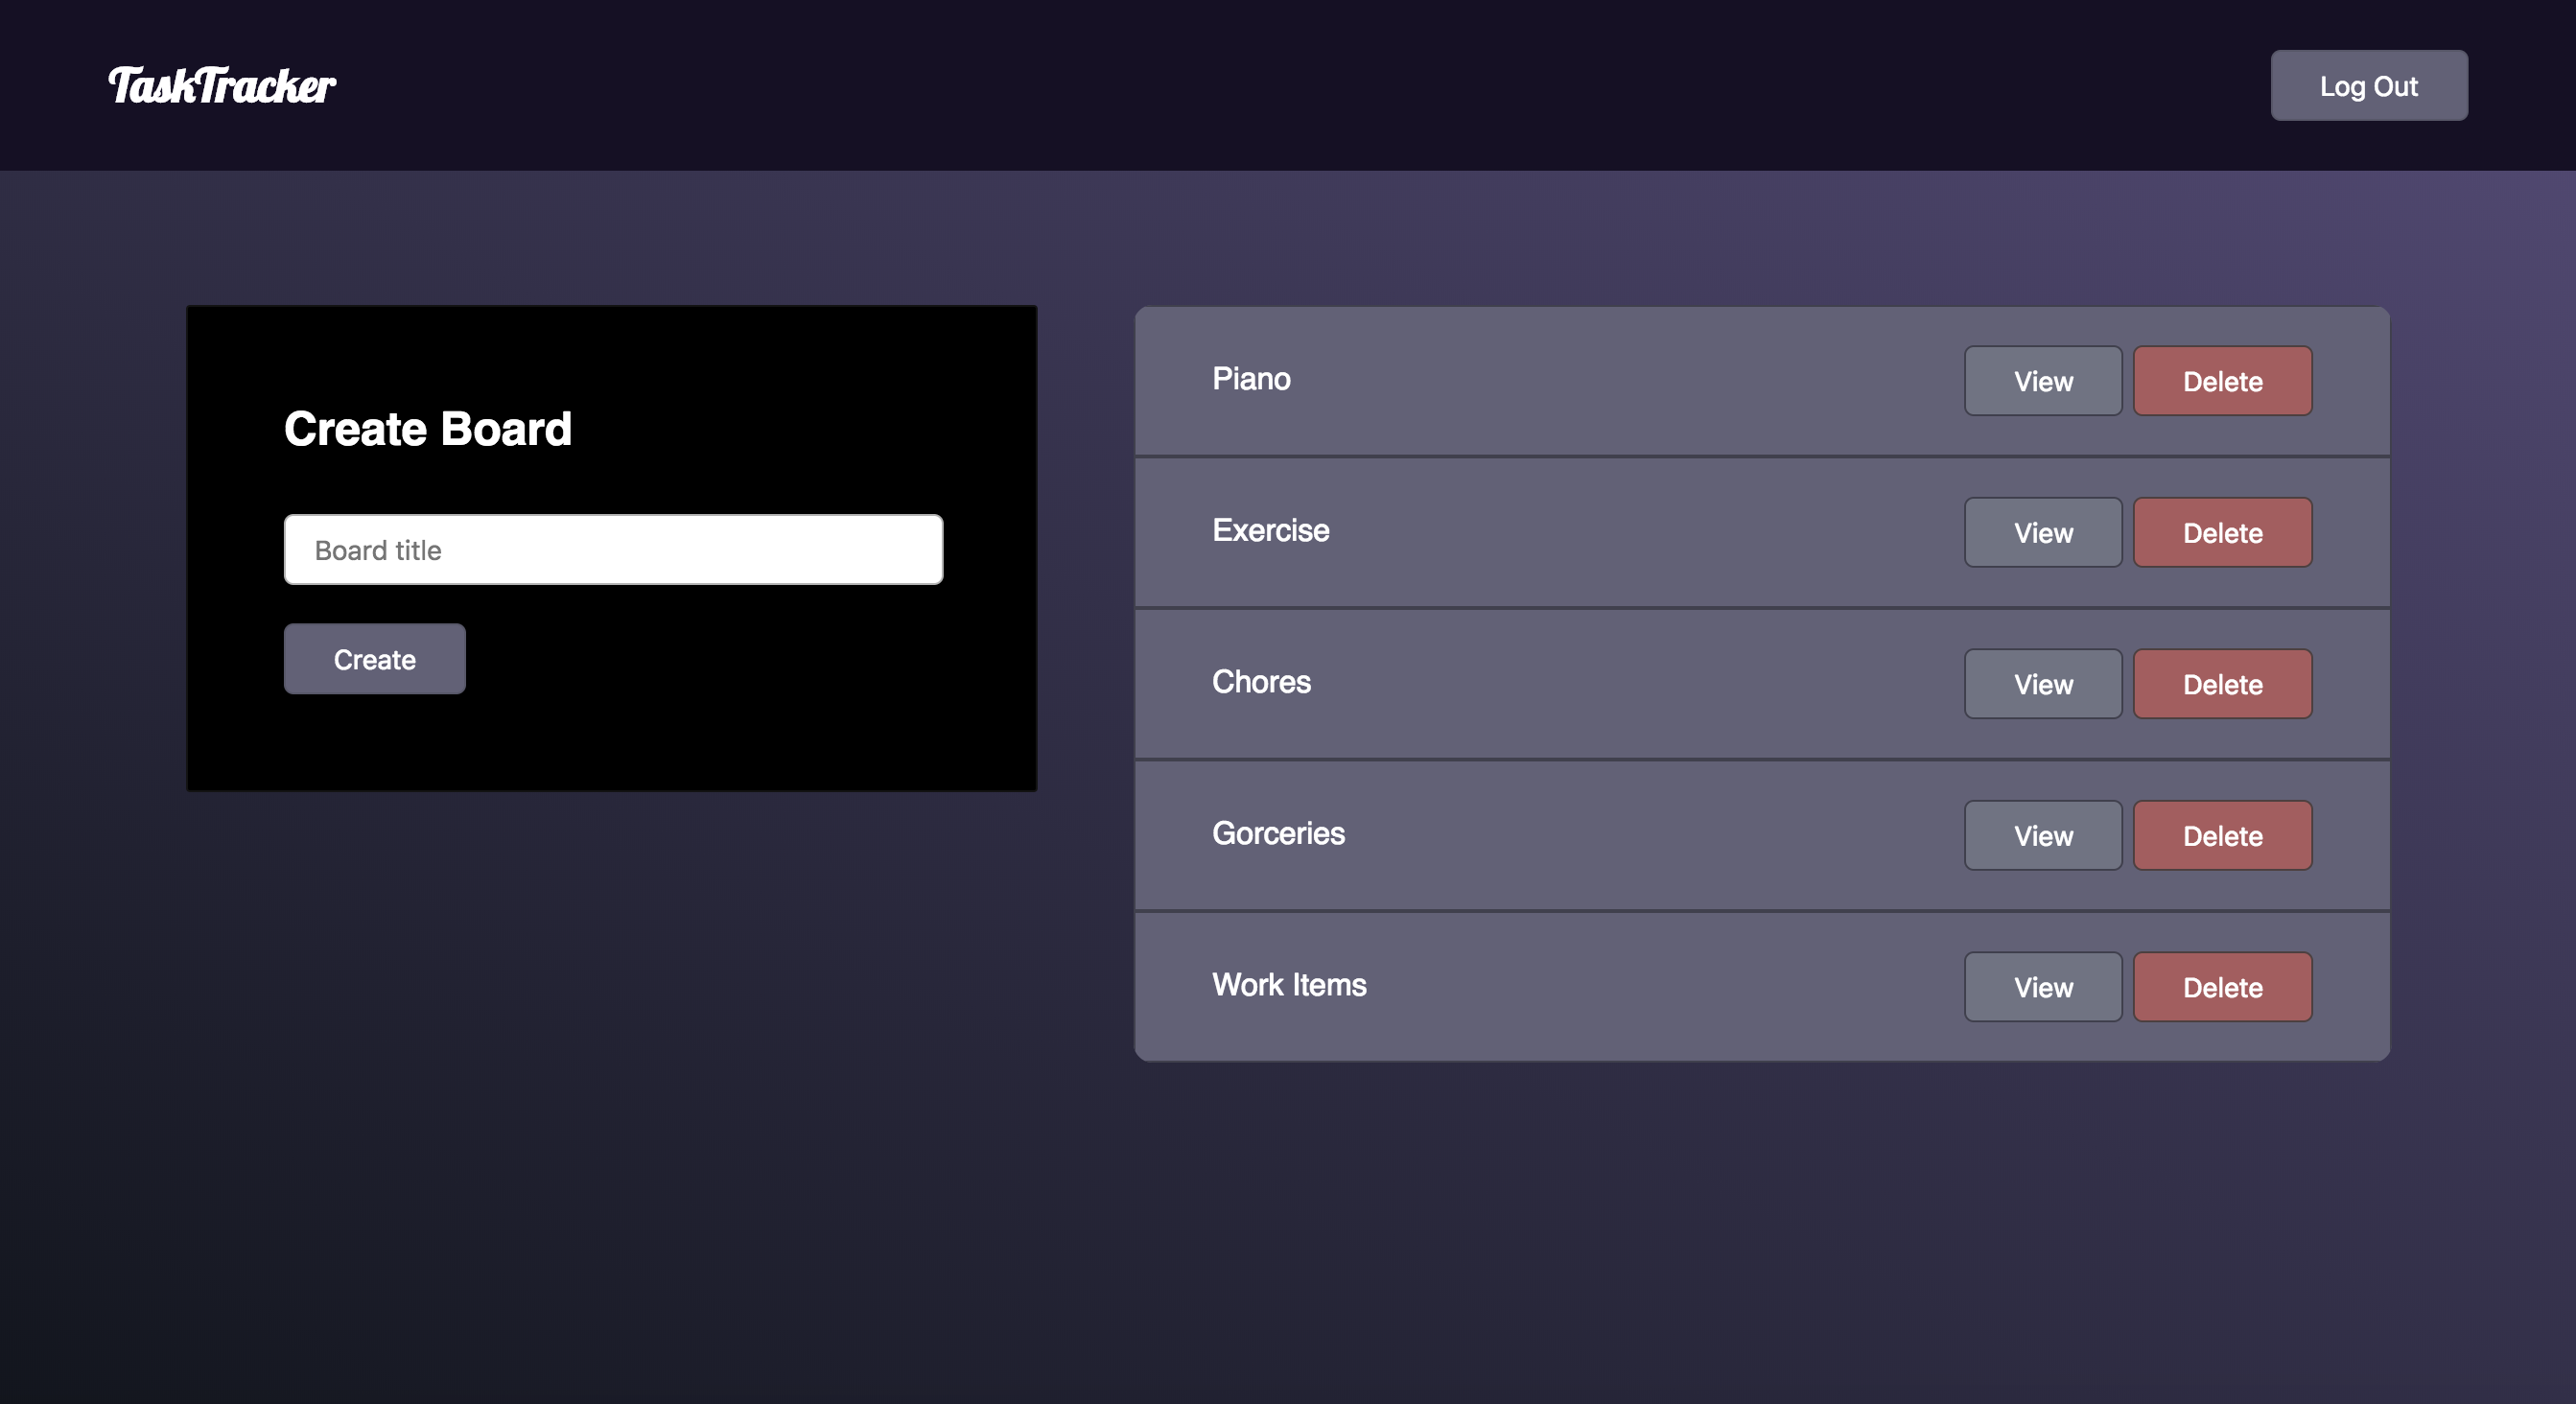 TaskTracker
Log Out
Create Board
Board title
Create
Piano
View
Delete
Exercise
View
Delete
Chores
View
Delete
Gorceries
View
Delete
Work Items
View
Delete